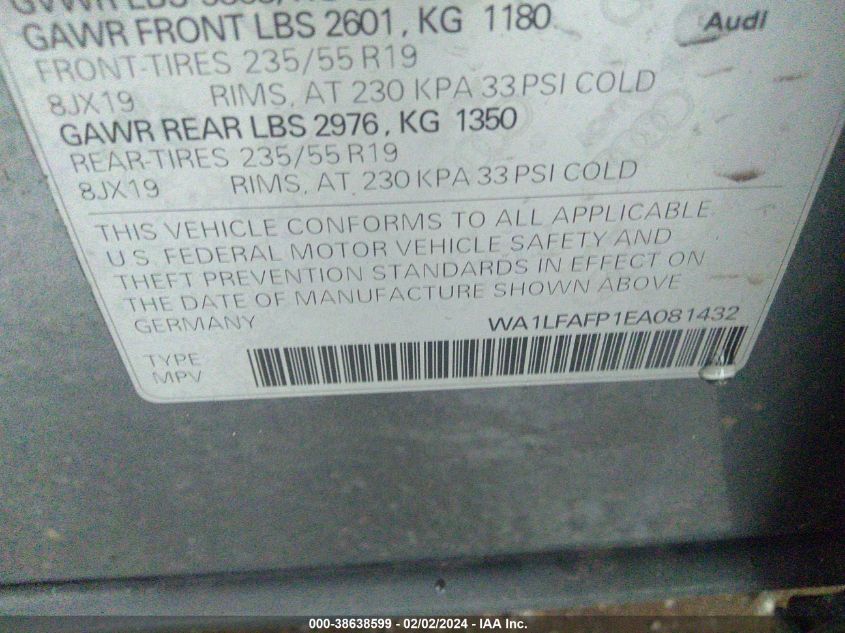 GAWR FRONT LBS 2601, KG 1180
Audi
FRONT-TIRES 235/55 R19
8JX19 RIMS, AT 230 KPA 33 PSI COLD
GAWR REAR LBS 2976, KG 1350
REAR-TIRES 235/55 R19
8JX19 RIMS, AT 230 KPA 33 PSI COLD
THIS VEHICLE CONFORMS TO ALL APPLICABLE
U.S. FEDERAL MOTOR VEHICLE SAFETY AND
THEFT PREVENTION STANDARDS IN EFFECT ON
THE DATE OF MANUFACTURE SHOWN ABOVE
GERMANY WA1LFAFP1EA081432
TYPE
MPV
000-38638599 - 02/02/2024 - IAA Inc.